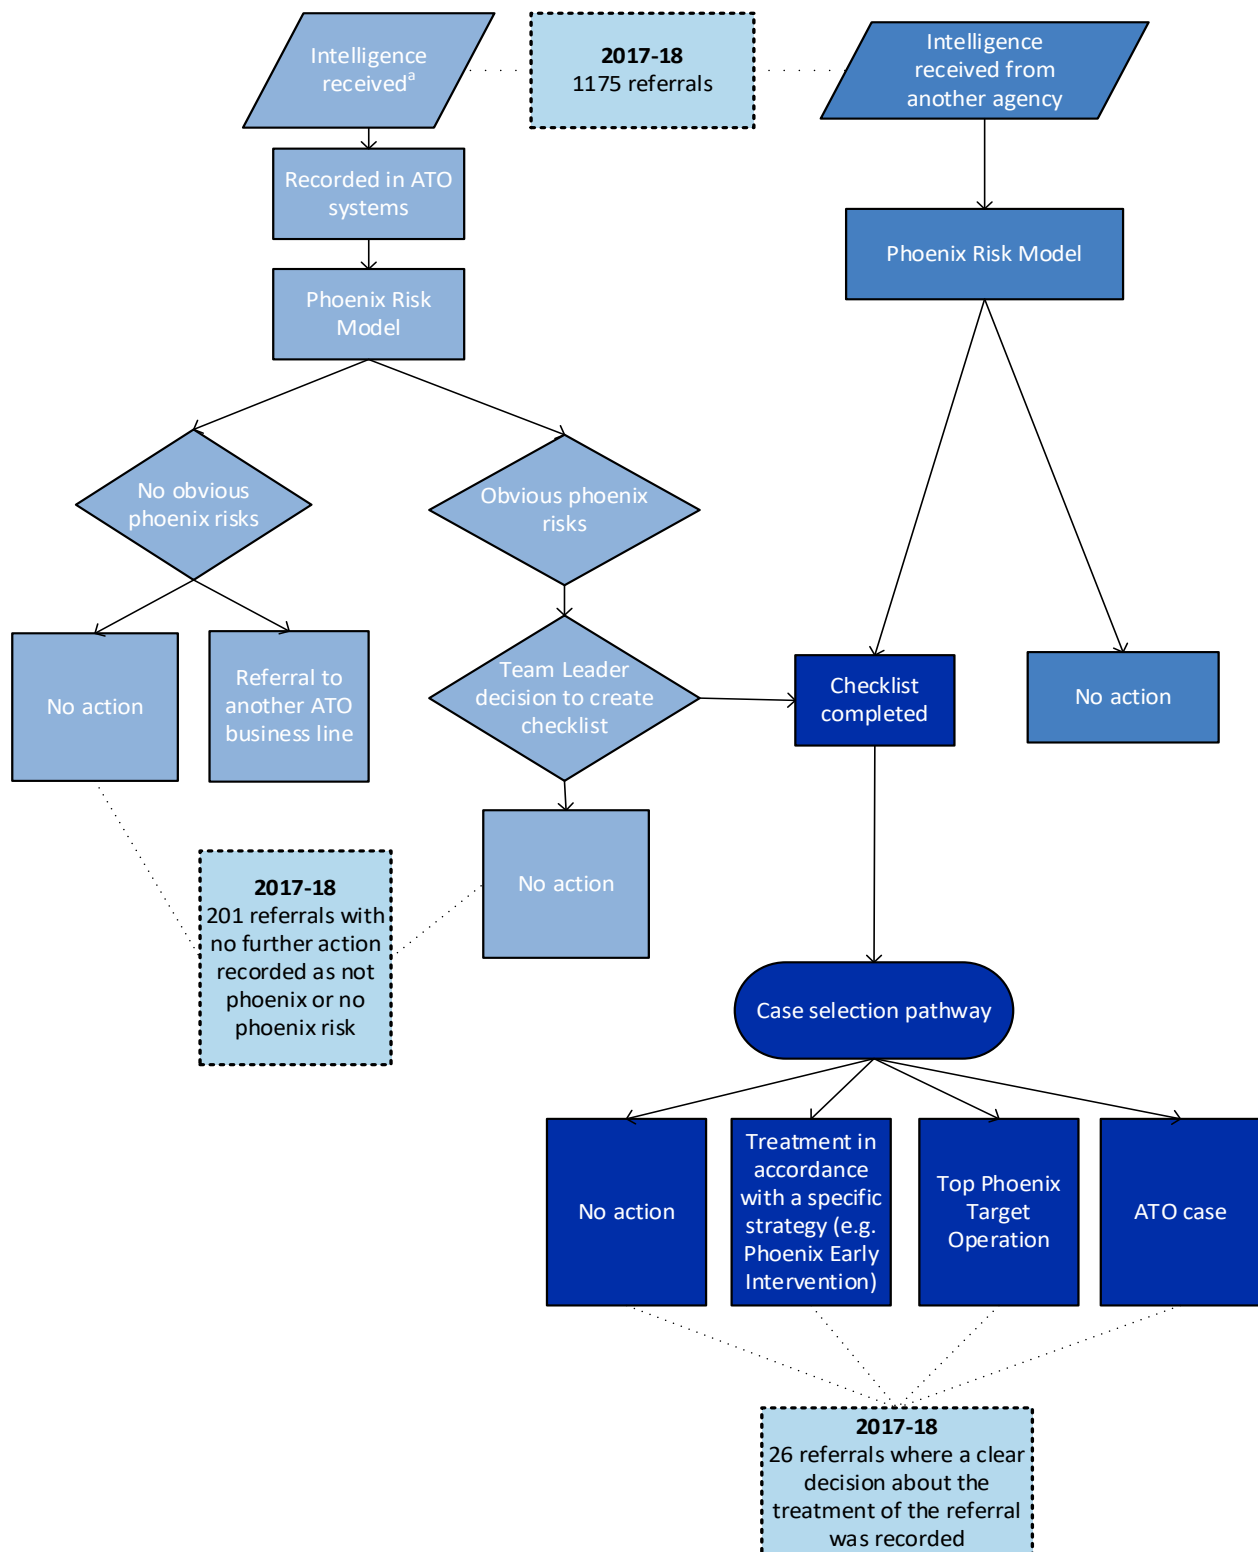 Intelligence
received^a
2017-18
1175 referrals
Intelligence
received from
another agency
Recorded in ATO
systems
Phoenix Risk Model
Phoenix Risk
Model
No obvious
phoenix risks
Obvious phoenix
risks
No action
Referral to
another ATO
business line
Team Leader
decision to create
checklist
Checklist
completed
No action
2017-18
201 referrals with
no further action
recorded as not
phoenix or no
phoenix risk
No action
Case selection pathway
No action
Treatment in
accordance
with a specific
strategy (e.g.
Phoenix Early
Intervention)
Top Phoenix
Target
Operation
ATO case
2017-18
26 referrals where a clear
decision about the
treatment of the referral
was recorded